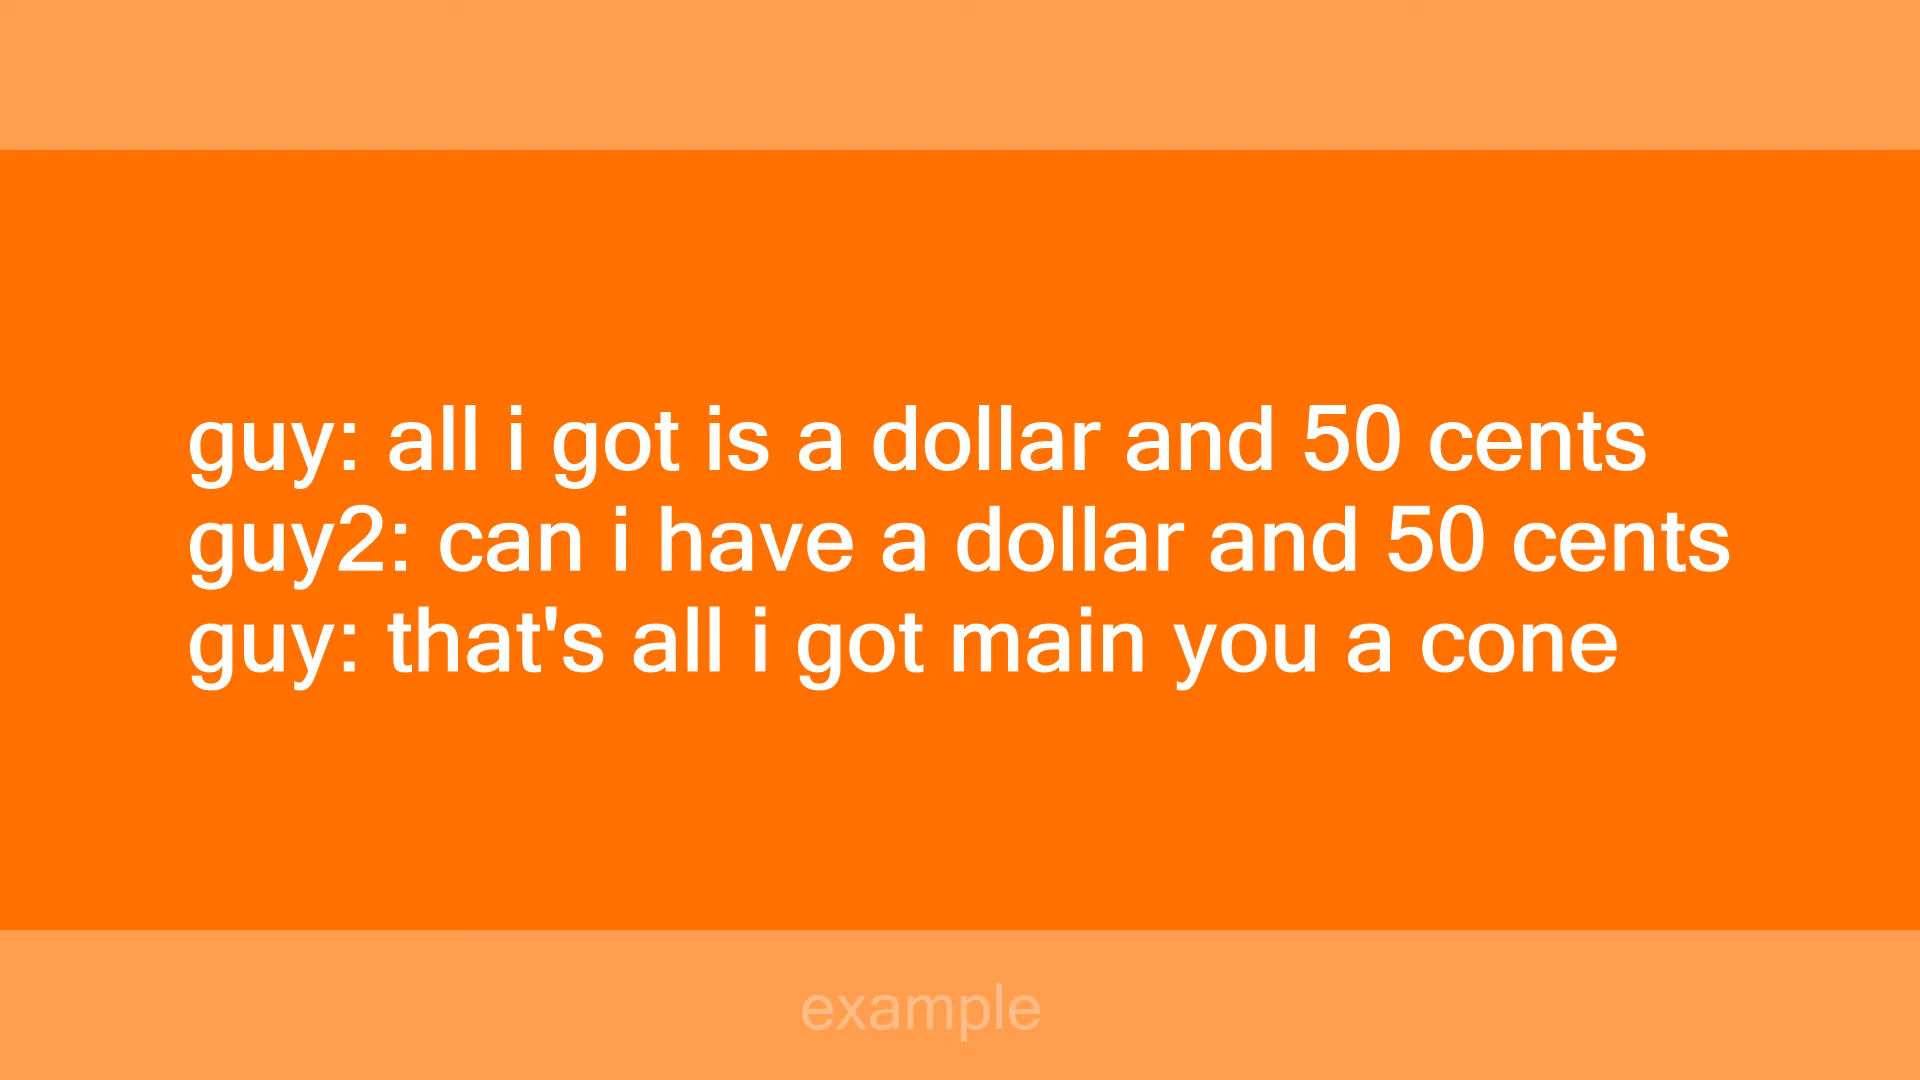 guy: all i got is a dollar and 50 cents
guy2: can i have a dollar and 50 cents
guy: that's all i got main you a cone
example